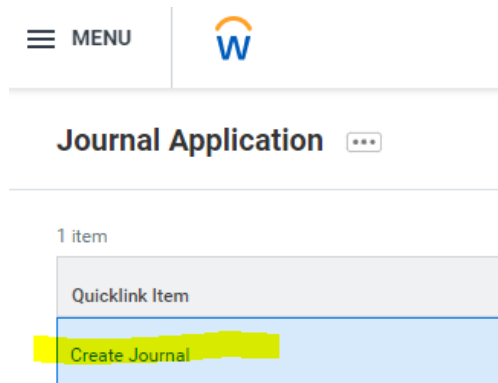 MENU
Journal Application
1 item
Quicklink Item
Create Journal